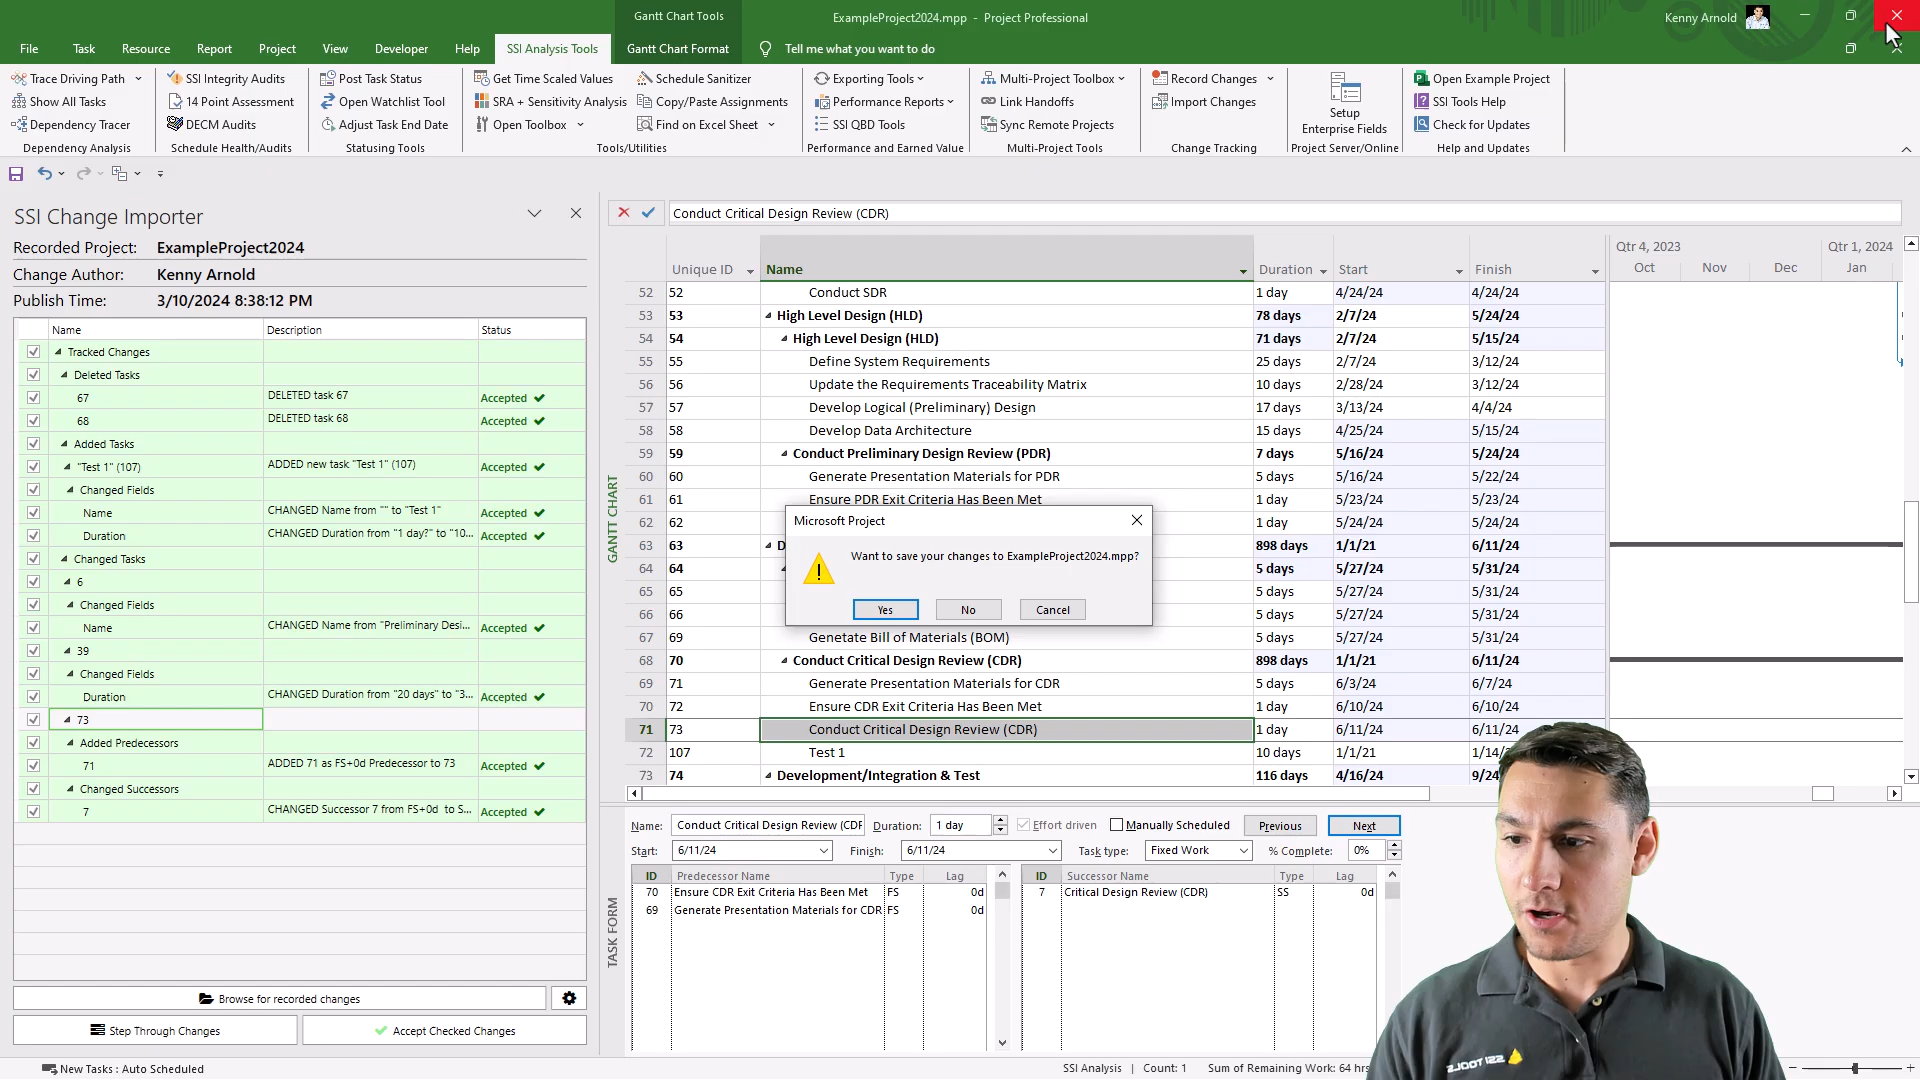 Gantt Chart Tools
ExampleProject2024.mpp - Project Professional
Kenny Arnold
File Task Resource Report Project View Developer Help SSI Analysis Tools Gantt Chart Format Tell me what you want to do
Trace Driving Path
Show All Tasks
Dependency Tracer
Dependency Analysis
SSI Integrity Audits
14 Point Assessment
DECM Audits
Schedule Health/Audits
Post Task Status
Open Watchlist Tool
Adjust Task End Date
Statusing Tools
Get Time Scaled Values
SRA + Sensitivity Analysis
Open Toolbox
Schedule Sanitizer
Copy/Paste Assignments
Find on Excel Sheet
Tools/Utilities
Exporting Tools
Performance Reports
SSI QBD Tools
Performance and Earned Value
Multi-Project Toolbox
Link Handoffs
Sync Remote Projects
Multi-Project Tools
Record Changes
Import Changes
Change Tracking
Setup
Enterprise Fields
Project Server/Online
Open Example Project
SSI Tools Help
Check for Updates
Help and Updates
SSI Change Importer
Recorded Project: ExampleProject2024
Change Author: Kenny Arnold
Publish Time: 3/10/2024 8:38:12 PM
Name Description Status
Tracked Changes
Deleted Tasks
67 DELETED task 67 Accepted
68 DELETED task 68 Accepted
Added Tasks
"Test 1" (107) ADDED new task "Test 1" (107) Accepted
Changed Fields
Name CHANGED Name from "" to "Test 1" Accepted
Duration CHANGED Duration from "1 day?" to "10... Accepted
Changed Tasks
6
Changed Fields
Name CHANGED Name from "Preliminary Desi... Accepted
39
Changed Fields
Duration CHANGED Duration from "20 days" to "3... Accepted
73
Added Predecessors
71 ADDED 71 as FS+0d Predecessor to 73 Accepted
Changed Successors
7 CHANGED Successor 7 from FS+0d to S... Accepted
Browse for recorded changes
Step Through Changes Accept Checked Changes
Conduct Critical Design Review (CDR)
GANTT CHART
Unique ID Name Duration Start Finish
Qtr 4, 2023 Qtr 1, 2024
Oct Nov Dec Jan
52 52 Conduct SDR 1 day 4/24/24 4/24/24
53 53 High Level Design (HLD) 78 days 2/7/24 5/24/24
54 54 High Level Design (HLD) 71 days 2/7/24 5/15/24
55 55 Define System Requirements 25 days 2/7/24 3/12/24
56 56 Update the Requirements Traceability Matrix 10 days 2/28/24 3/12/24
57 57 Develop Logical (Preliminary) Design 17 days 3/13/24 4/4/24
58 58 Develop Data Architecture 15 days 4/25/24 5/15/24
59 59 Conduct Preliminary Design Review (PDR) 7 days 5/16/24 5/24/24
60 60 Generate Presentation Materials for PDR 5 days 5/16/24 5/22/24
61 61 Ensure PDR Exit Criteria Has Been Met 1 day 5/23/24 5/23/24
62 62 1 day 5/24/24 5/24/24
63 63 D 898 days 1/1/21 6/11/24
64 64 5 days 5/27/24 5/31/24
65 65 5 days 5/27/24 5/31/24
66 66 5 days 5/27/24 5/31/24
67 69 Genetate Bill of Materials (BOM) 5 days 5/27/24 5/31/24
68 70 Conduct Critical Design Review (CDR) 898 days 1/1/21 6/11/24
69 71 Generate Presentation Materials for CDR 5 days 6/3/24 6/7/24
70 72 Ensure CDR Exit Criteria Has Been Met 1 day 6/10/24 6/10/24
71 73 Conduct Critical Design Review (CDR) 1 day 6/11/24 6/11/24
72 107 Test 1 10 days 1/1/21
73 74 Development/Integration & Test 116 days 4/16/24
Microsoft Project
Want to save your changes to ExampleProject2024.mpp?
Yes No Cancel
TASK FORM
Name: Conduct Critical Design Review (CDF Duration: 1 day Effort driven Manually Scheduled Previous Next
Start: 6/11/24 Finish: 6/11/24 Task type: Fixed Work % Complete: 0%
ID Predecessor Name Type Lag
70 Ensure CDR Exit Criteria Has Been Met FS 0d
69 Generate Presentation Materials for CDR FS 0d
ID Successor Name Type Lag
7 Critical Design Review (CDR) SS 0d
New Tasks : Auto Scheduled
SSI Analysis Count: 1 Sum of Remaining Work: 64 hrs
SSI TOOLS